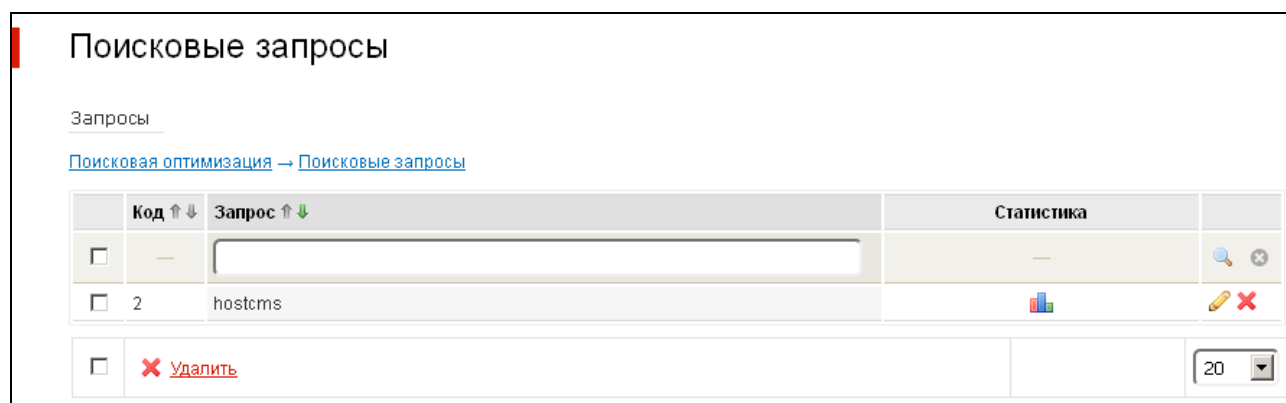 Поисковые запросы
Запросы
Поисковая оптимизация → Поисковые запросы
Код ⇑ ⇓ Запрос ⇑ ⇓ Статистика
— —
2 hostcms
Удалить 20